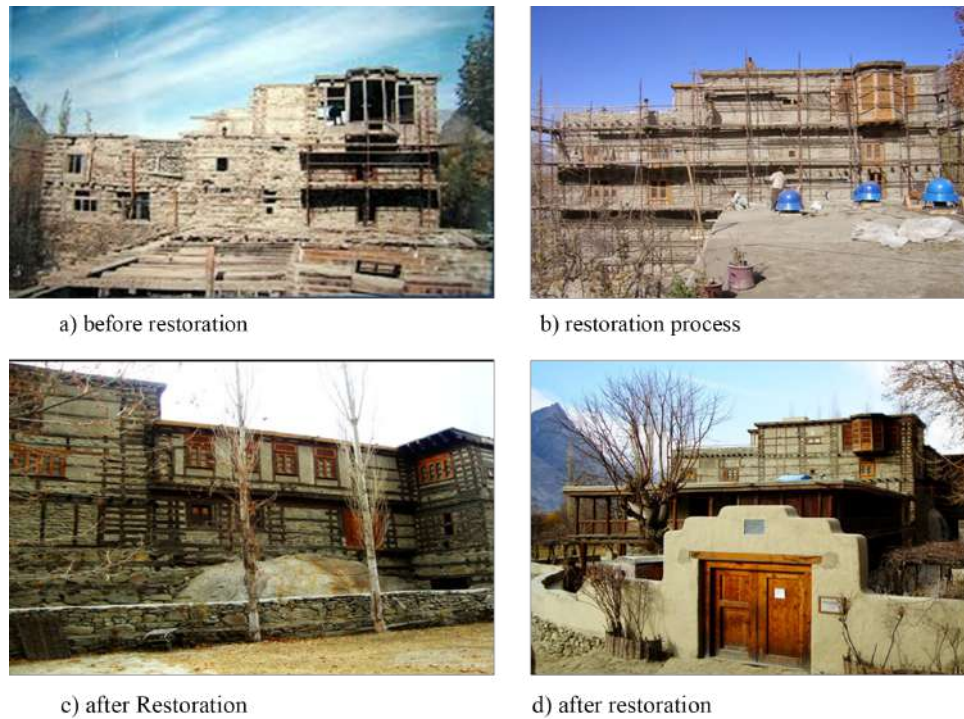 a) before restoration
b) restoration process
c) after Restoration
d) after restoration